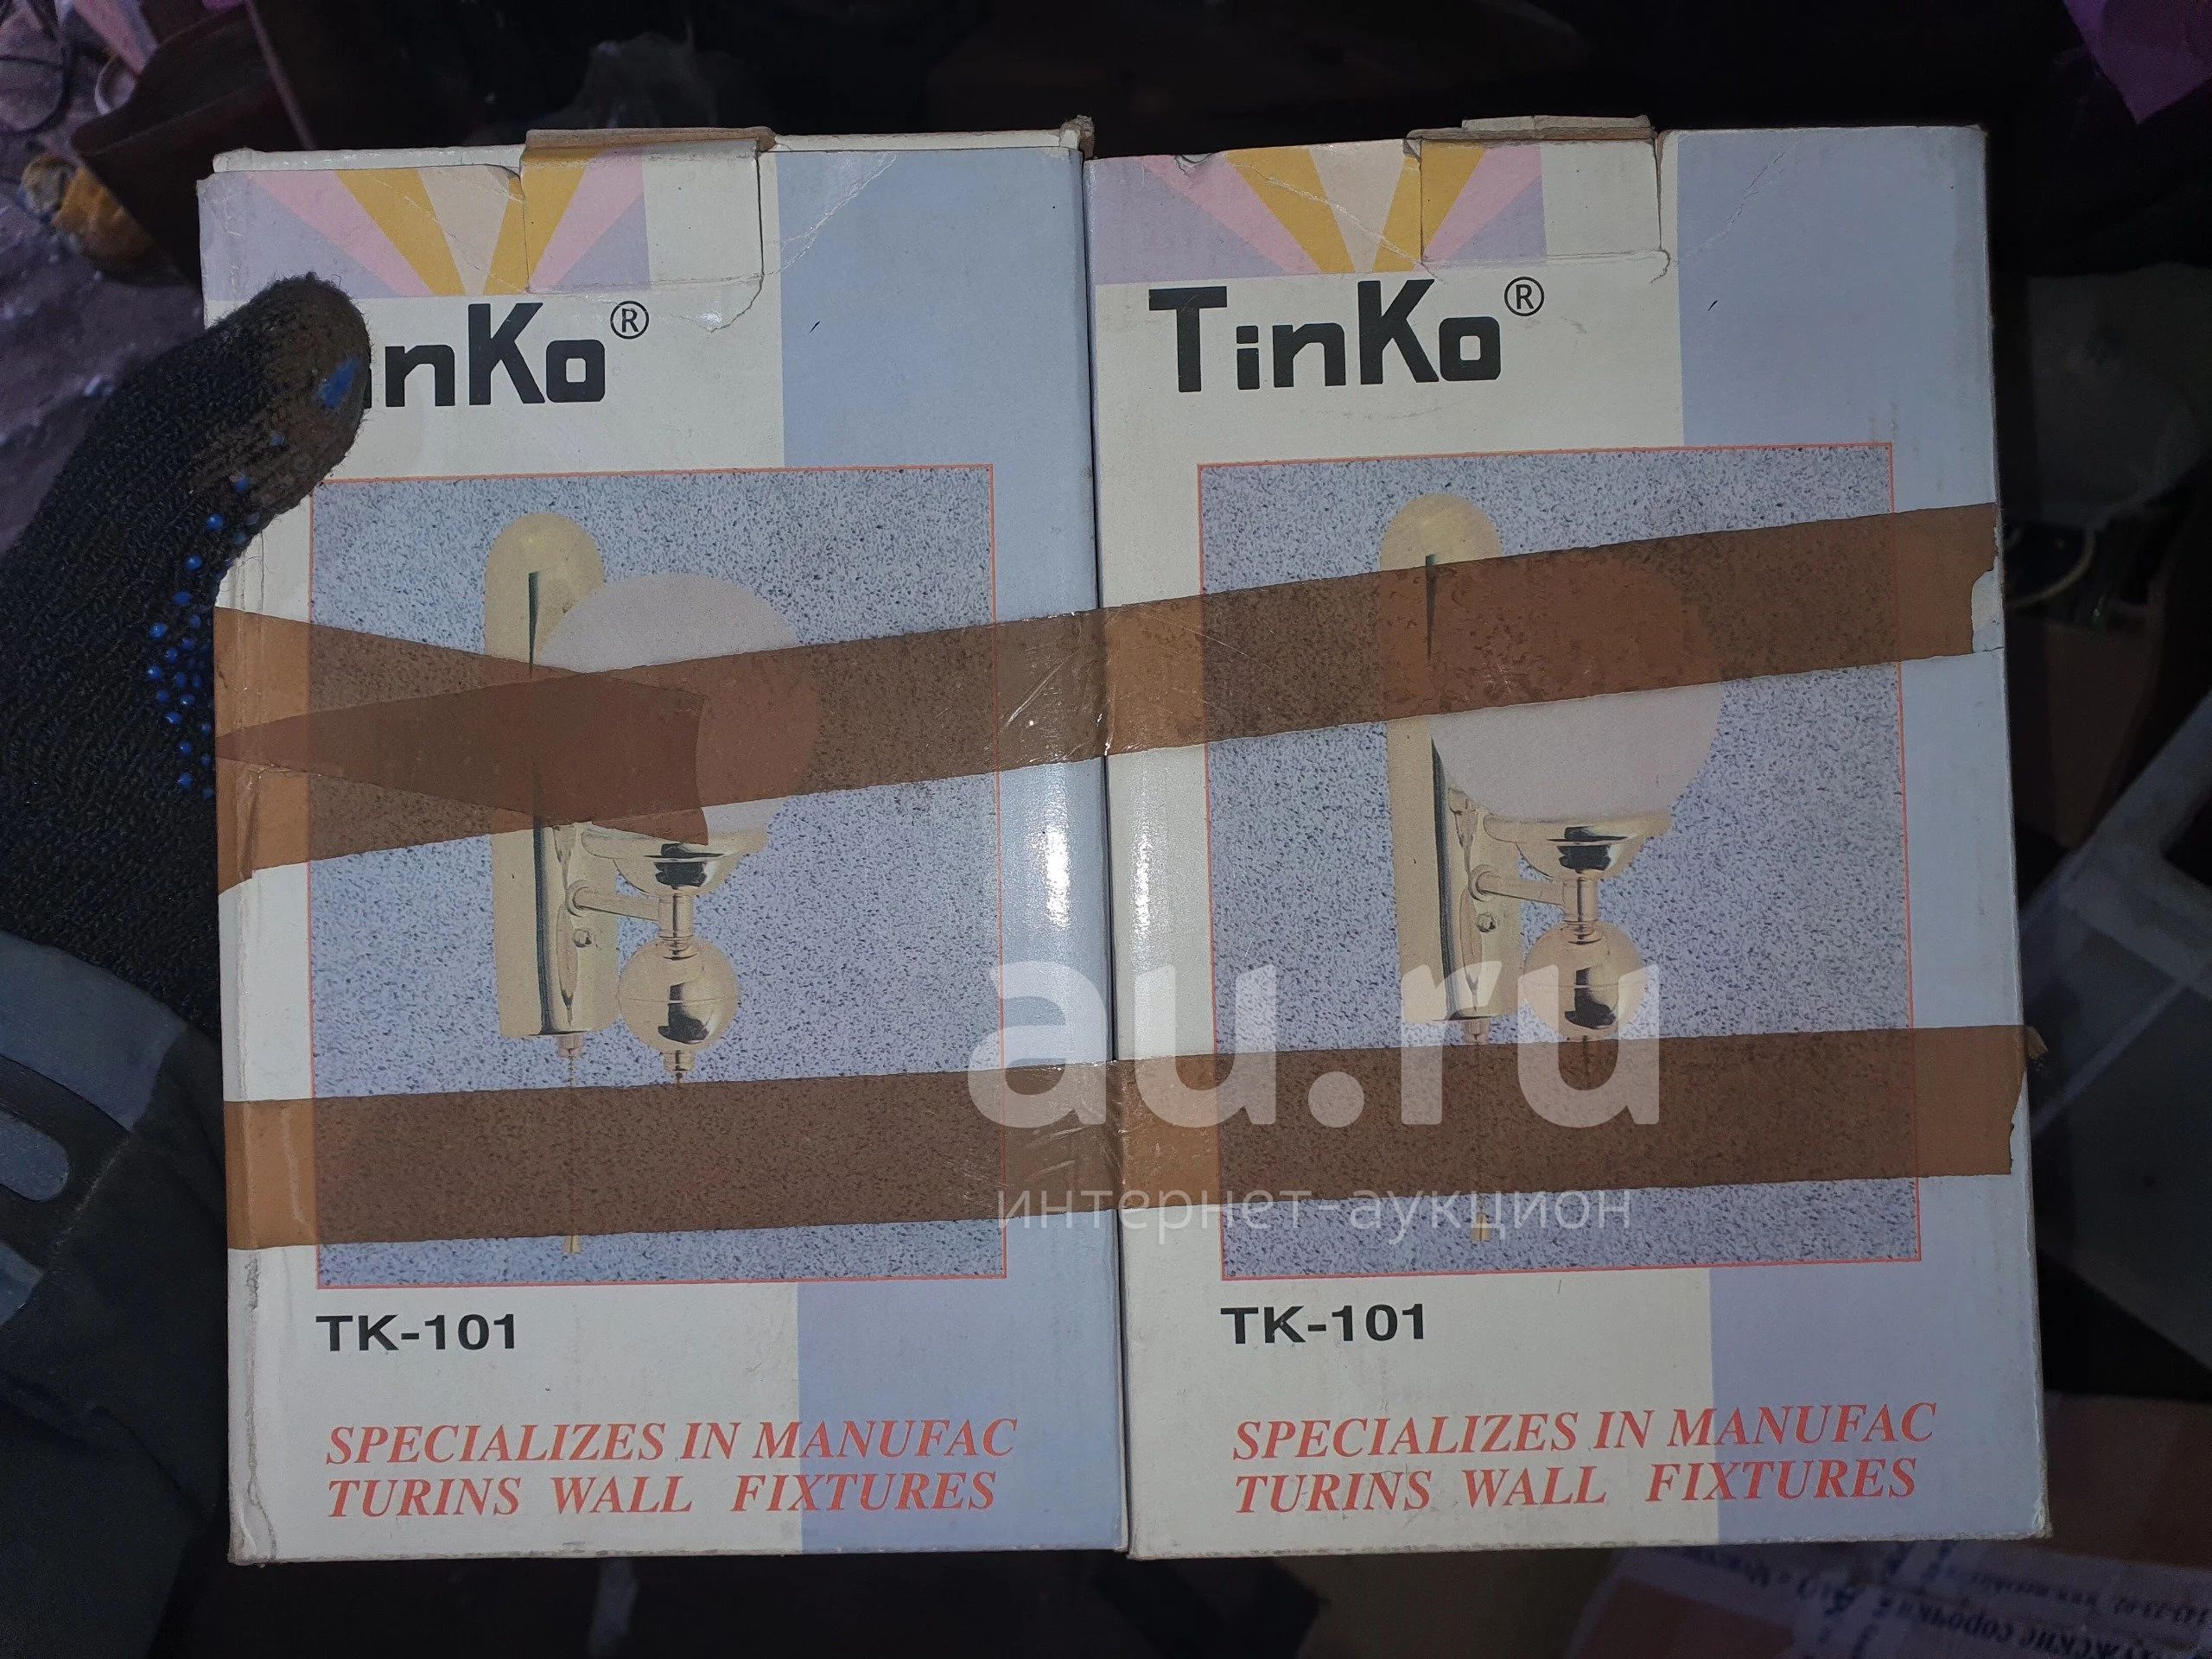 inKo®
TinKo®
TK-101
TK-101
SPECIALIZES IN MANUFAC
TURINS WALL FIXTURES
SPECIALIZES IN MANUFAC
TURINS WALL FIXTURES
au.ru
интернет-аукцион